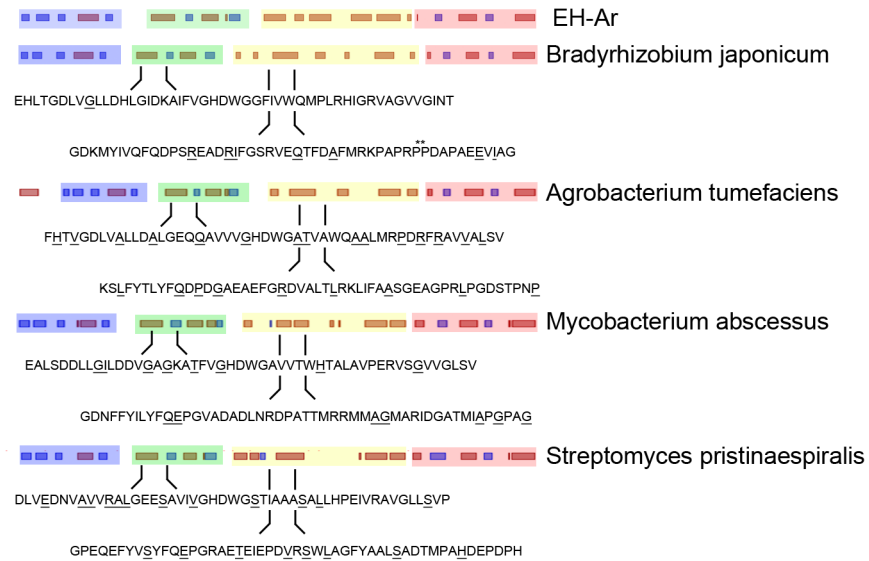 EH-Ar
Bradyrhizobium japonicum
EHLTGDLVGLLDHLGIDKAIFVGHDWGGFIVWQMPLRHIGRVAGVVGINT
**
GDKMYIVQFQDPSREADRIFGSRVEQTFDAFMRKPAPRPPDAPAEEVIAG
Agrobacterium tumefaciens
FHTVGDLVALLDALGEQQAVVVGHDWGATVAWQAALMRPDRFRAVVALSV
KSLFYTLYFQDPDGAEAEFGRDVALTLRKLIFAASGEAGPRLPGDSTPNP
Mycobacterium abscessus
EALSDDLLGILDDVGAGKATFVGHDWGAVVTWHTALAVPERVSGVVGLSV
GDNFFYILYFQEPGVADADLNRDPATTMRRMMAGMARIDGATMIAPGPAG
Streptomyces pristinaespiralis
DLVEDNVAVVRALGEESAVIVGHDWGSTIAAASALLHPEIVRAVGLLSVP
GPEQEFYVSYFQEPGRAETEIEPDVRSWLAGFYAALSADTMPAHDEPDPH